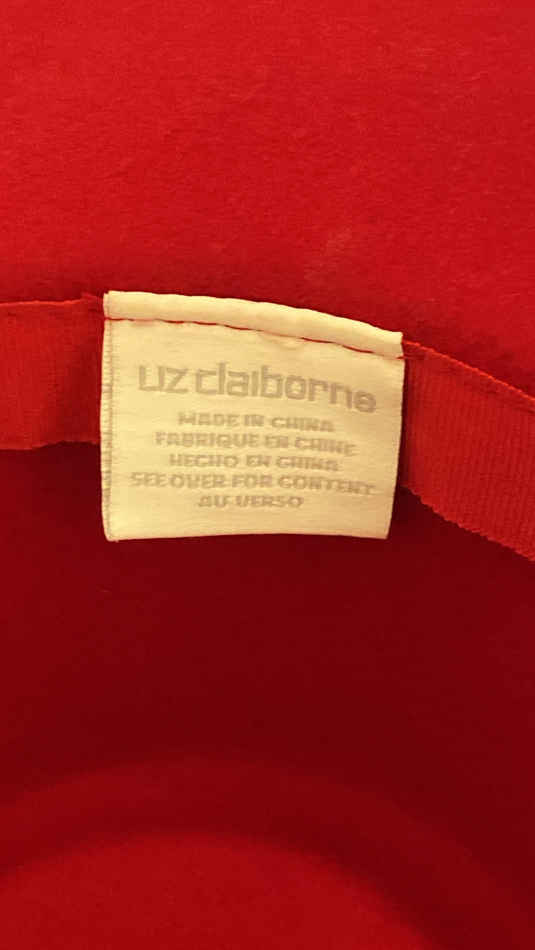 liz claiborne
MADE IN CHINA
FABRIQUE EN CHINE
HECHO EN CHINA
SEE OVER FOR CONTENT
AU VERSO